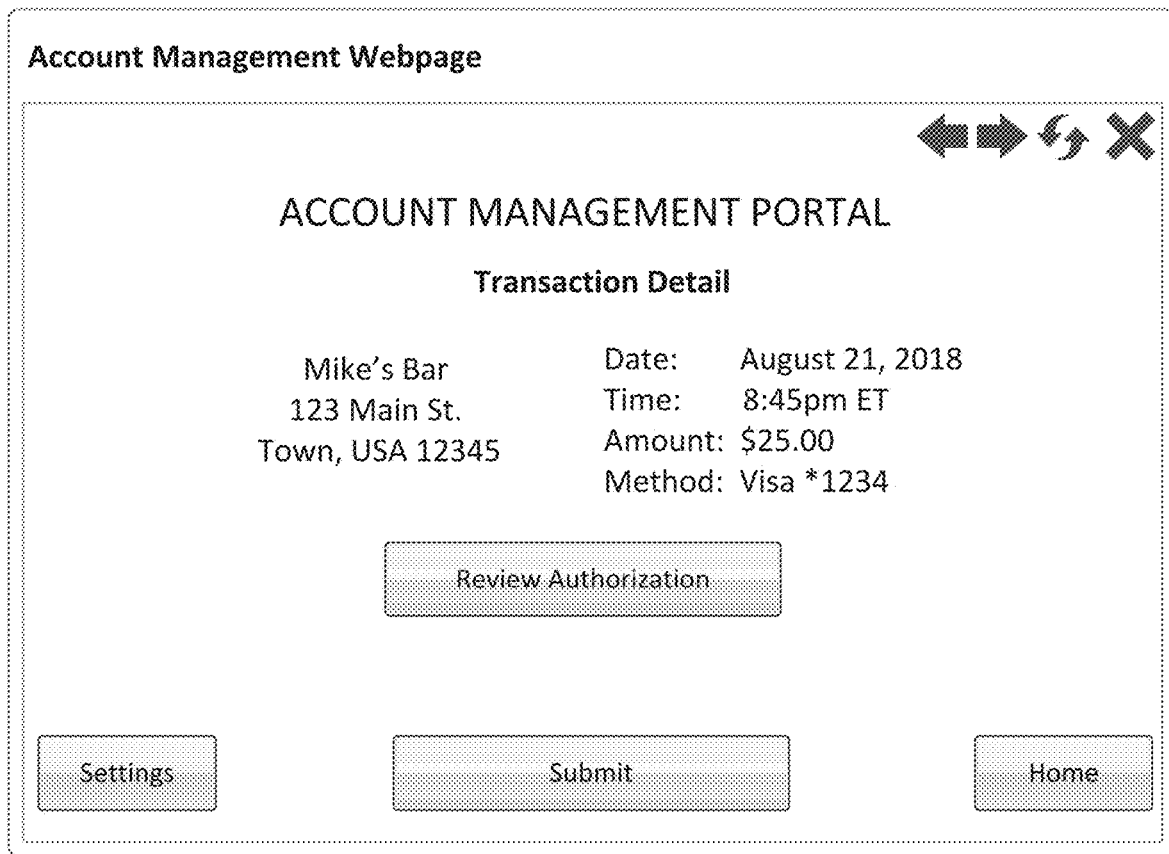 Account Management Webpage
ACCOUNT MANAGEMENT PORTAL
Transaction Detail
Mike's Bar
123 Main St.
Town, USA 12345
Date: August 21, 2018
Time: 8:45pm ET
Amount: $25.00
Method: Visa *1234
Review Authorization
Settings
Submit
Home